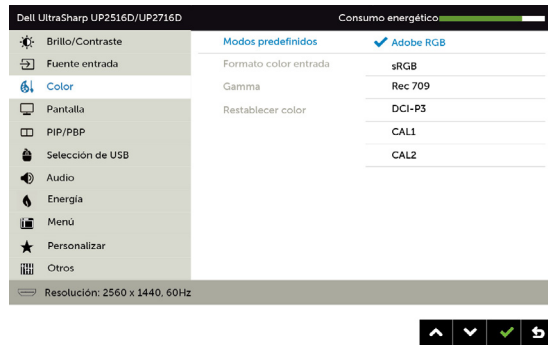 Dell UltraSharp UP2516D/UP2716D Consumo energético
Brillo/Contraste Modos predefinidos Adobe RGB
Fuente entrada Formato color entrada sRGB
Color Gamma Rec 709
Pantalla Restablecer color DCI-P3
PIP/PBP CAL1
Selección de USB CAL2
Audio
Energía
Menú
Personalizar
Otros
Resolución: 2560 x 1440, 60Hz